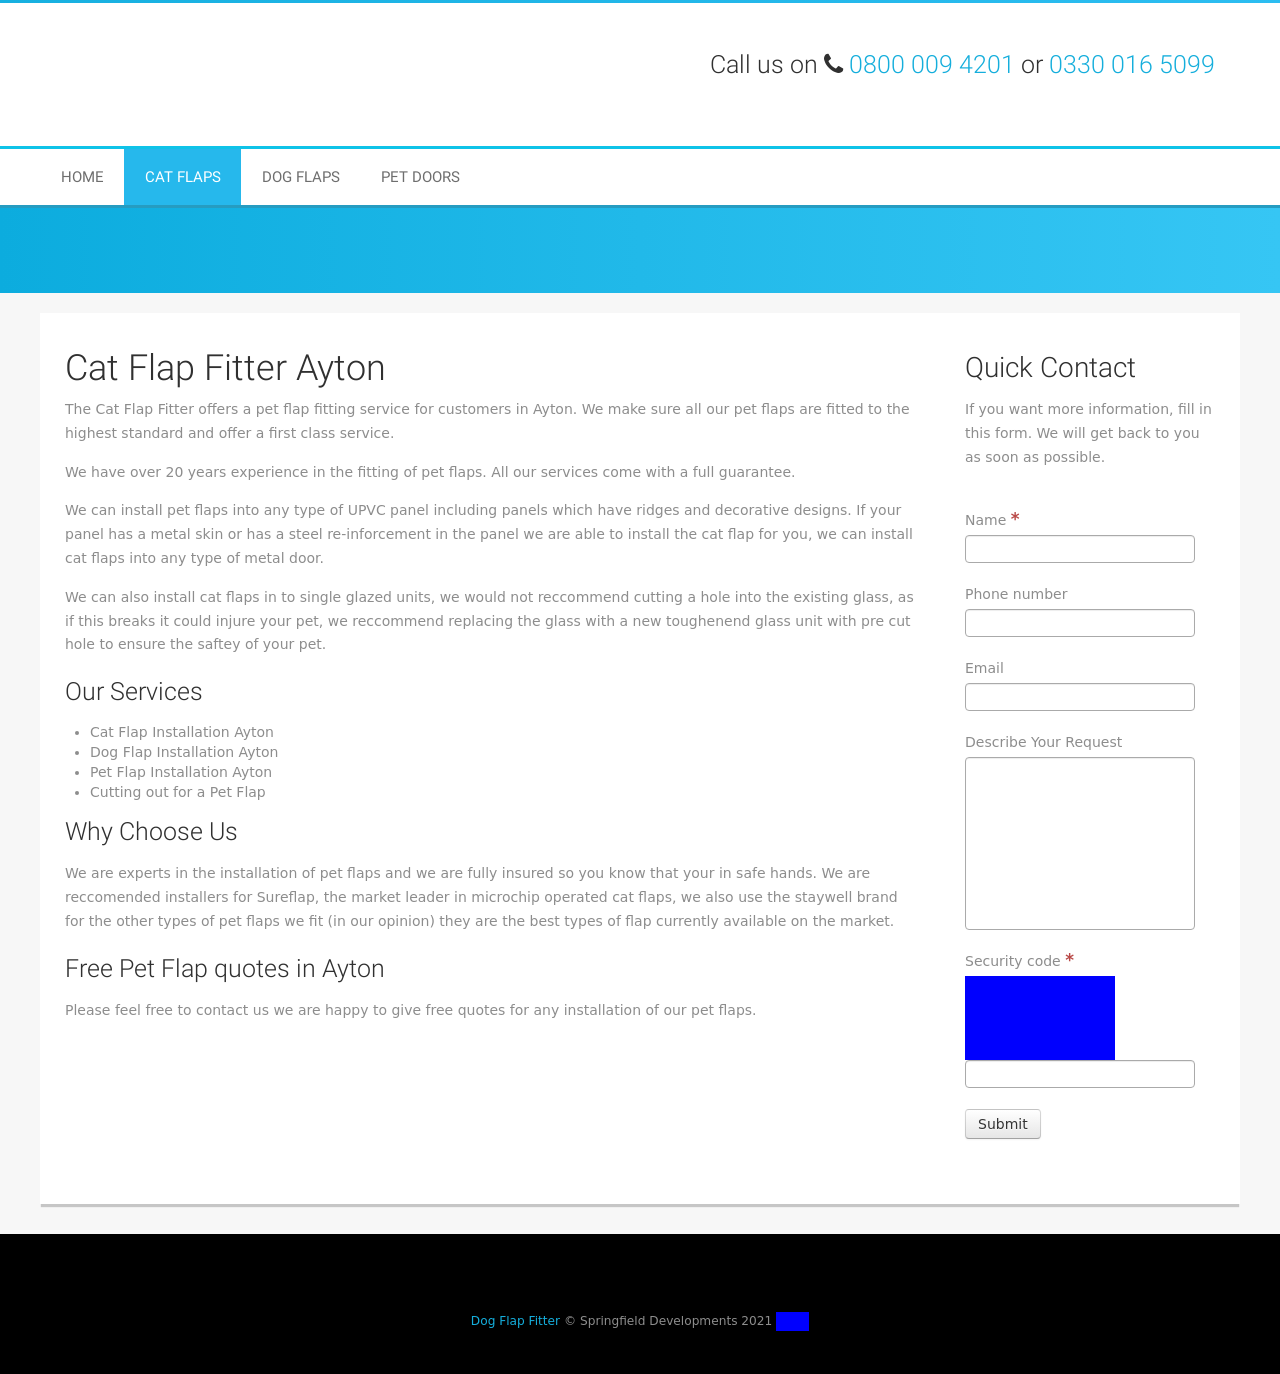 Call us on 0800 009 4201 or 0330 016 5099
HOME
CAT FLAPS
DOG FLAPS
PET DOORS
Cat Flap Fitter Ayton
The Cat Flap Fitter offers a pet flap fitting service for customers in Ayton. We make sure all our pet flaps are fitted to the
highest standard and offer a first class service.
We have over 20 years experience in the fitting of pet flaps. All our services come with a full guarantee.
We can install pet flaps into any type of UPVC panel including panels which have ridges and decorative designs. If your
panel has a metal skin or has a steel re-inforcement in the panel we are able to install the cat flap for you, we can install
cat flaps into any type of metal door.
We can also install cat flaps in to single glazed units, we would not reccommend cutting a hole into the existing glass, as
if this breaks it could injure your pet, we reccommend replacing the glass with a new toughenend glass unit with pre cut
hole to ensure the saftey of your pet.
Our Services
• Cat Flap Installation Ayton
• Dog Flap Installation Ayton
• Pet Flap Installation Ayton
• Cutting out for a Pet Flap
Why Choose Us
We are experts in the installation of pet flaps and we are fully insured so you know that your in safe hands. We are
reccomended installers for Sureflap, the market leader in microchip operated cat flaps, we also use the staywell brand
for the other types of pet flaps we fit (in our opinion) they are the best types of flap currently available on the market.
Free Pet Flap quotes in Ayton
Please feel free to contact us we are happy to give free quotes for any installation of our pet flaps.
Quick Contact
If you want more information, fill in
this form. We will get back to you
as soon as possible.
Name *
Phone number
Email
Describe Your Request
Security code *
Submit
Dog Flap Fitter © Springfield Developments 2021